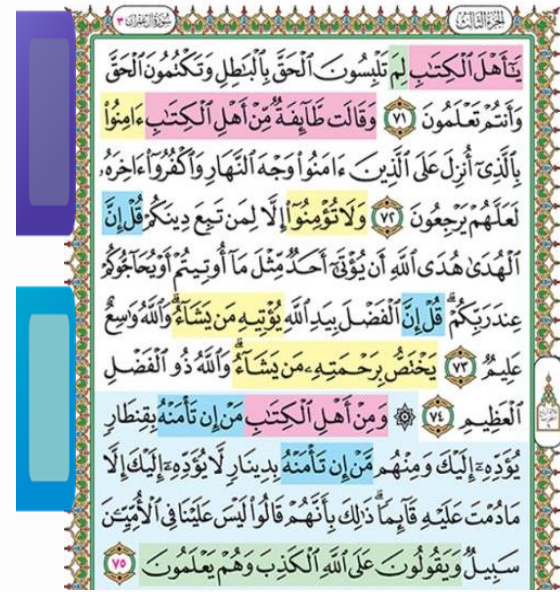 سورة آل عمران ٣
الجزء الثالث
يَـٰٓأَهۡلَ ٱلۡكِتَـٰبِ لِمَ تَلۡبِسُونَ ٱلۡحَقَّ بِٱلۡبَـٰطِلِ وَتَكۡتُمُونَ ٱلۡحَقَّ
وَأَنتُمۡ تَعۡلَمُونَ ٧١ وَقَالَت طَّآئِفَةٌ مِّنۡ أَهۡلِ ٱلۡكِتَـٰبِ ءَامِنُواْ
بِٱلَّذِيٓ أُنزِلَ عَلَى ٱلَّذِينَ ءَامَنُواْ وَجۡهَ ٱلنَّهَارِ وَٱكۡفُرُوٓاْ ءَاخِرَهُۥ
لَعَلَّهُمۡ يَرۡجِعُونَ ٧٢ وَلَا تُؤۡمِنُوٓاْ إِلَّا لِمَن تَبِعَ دِينَكُمۡ قُلۡ إِنَّ
ٱلۡهُدَىٰ هُدَى ٱللَّهِ أَن يُؤۡتَىٰٓ أَحَدٌ مِّثۡلَ مَآ أُوتِيتُمۡ أَوۡ يُحَآجُّوكُمۡ
عِندَ رَبِّكُمۡۗ قُلۡ إِنَّ ٱلۡفَضۡلَ بِيَدِ ٱللَّهِ يُؤۡتِيهِ مَن يَشَآءُۗ وَٱللَّهُ وَٰسِعٌ
عَلِيمٌ ٧٣ يَخۡتَصُّ بِرَحۡمَتِهِۦ مَن يَشَآءُۗ وَٱللَّهُ ذُو ٱلۡفَضۡلِ
ٱلۡعَظِيمِ ٧٤ ۞ وَمِنۡ أَهۡلِ ٱلۡكِتَـٰبِ مَنۡ إِن تَأۡمَنۡهُ بِقِنطَارٍ
يُؤَدِّهِۦٓ إِلَيۡكَ وَمِنۡهُم مَّنۡ إِن تَأۡمَنۡهُ بِدِينَارٍ لَّا يُؤَدِّهِۦٓ إِلَيۡكَ إِلَّا
مَا دُمۡتَ عَلَيۡهِ قَآئِمًاۗ ذَٰلِكَ بِأَنَّهُمۡ قَالُواْ لَيۡسَ عَلَيۡنَا فِي ٱلۡأُمِّيِّـۧنَ
سَبِيلٌ وَيَقُولُونَ عَلَى ٱللَّهِ ٱلۡكَذِبَ وَهُمۡ يَعۡلَمُونَ ٧٥